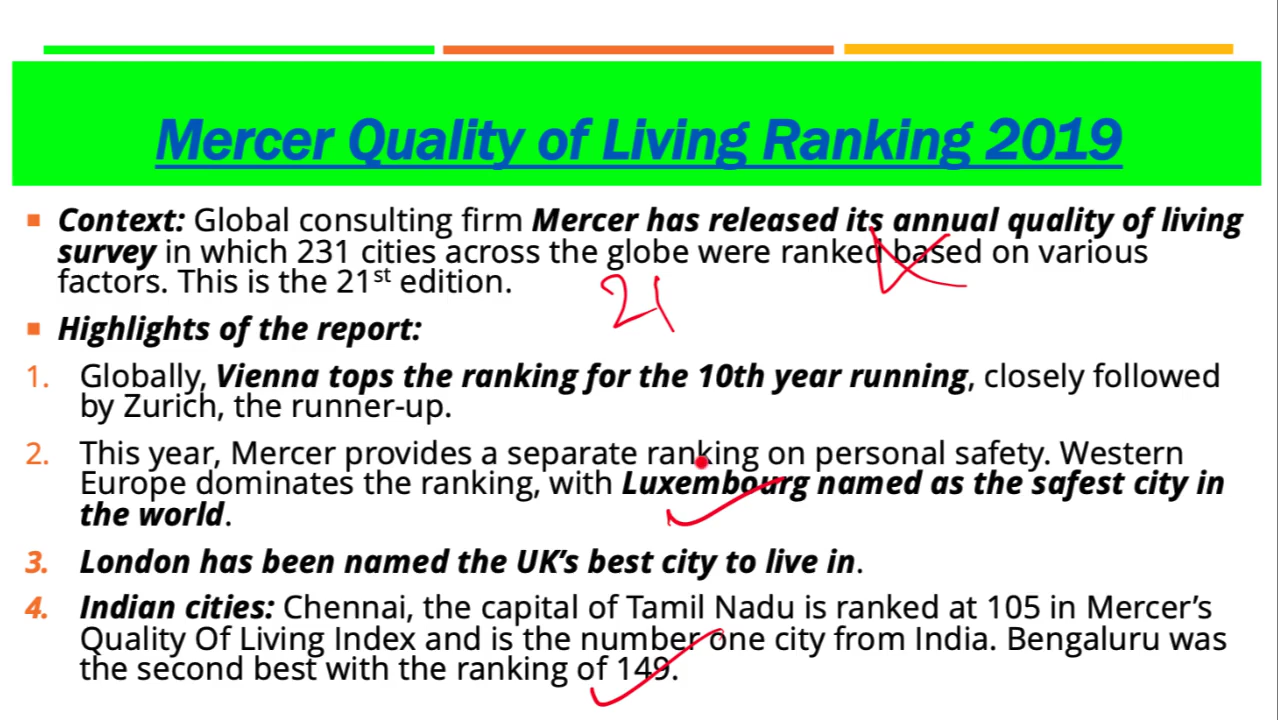 Mercer Quality of Living Ranking 2019
Context: Global consulting firm Mercer has released its annual quality of living
survey in which 231 cities across the globe were ranked based on various
factors. This is the 21st edition.
21
Highlights of the report:
1. Globally, Vienna tops the ranking for the 10th year running, closely followed
by Zurich, the runner-up.
2. This year, Mercer provides a separate ranking on personal safety. Western
Europe dominates the ranking, with Luxembourg named as the safest city in
the world.
3. London has been named the UK’s best city to live in.
4. Indian cities: Chennai, the capital of Tamil Nadu is ranked at 105 in Mercer’s
Quality Of Living Index and is the number one city from India. Bengaluru was
the second best with the ranking of 149.